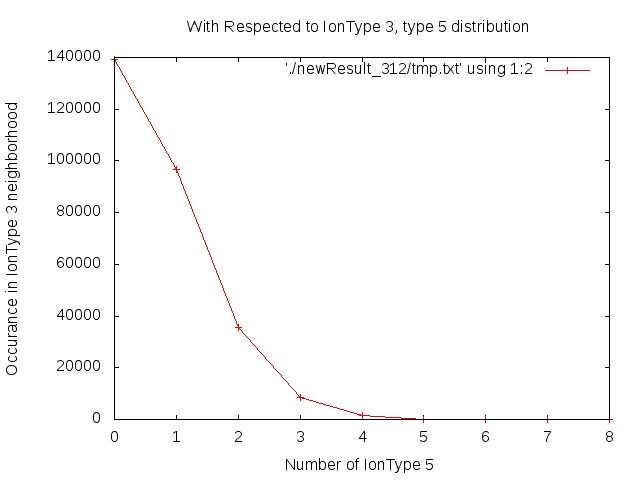 With Respected to IonType 3, type 5 distribution
'./newResult_312/tmp.txt' using 1:2
140000
120000
100000
80000
60000
40000
20000
0
Occurance in IonType 3 neighborhood
0 1 2 3 4 5 6 7 8
Number of IonType 5